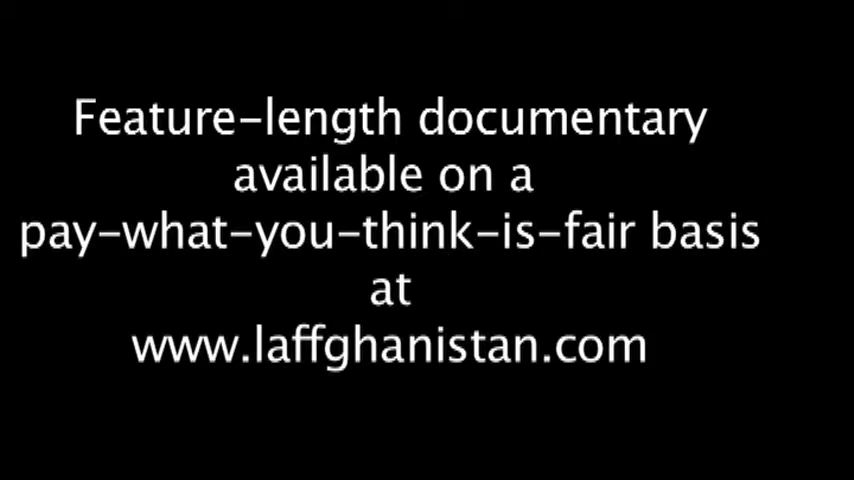 Feature-length documentary
available on a
pay-what-you-think-is-fair basis
at
www.laffghanistan.com